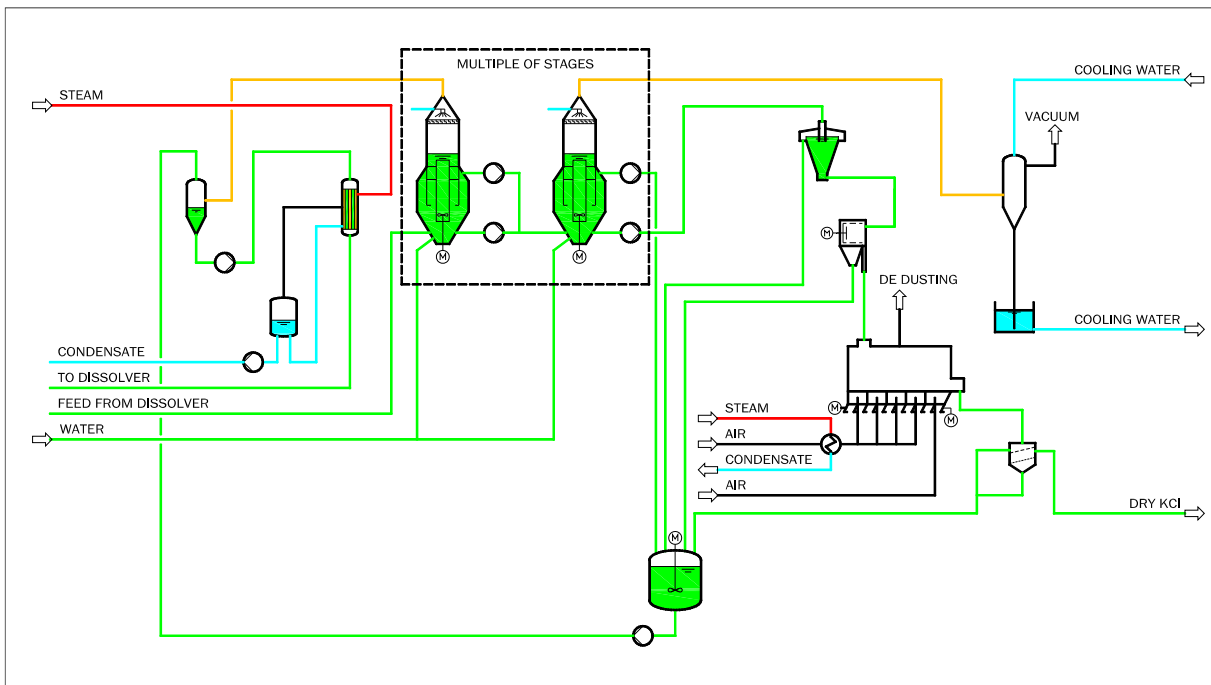 MULTIPLE OF STAGES
COOLING WATER
STEAM
VACUUM
M
M
M
DE DUSTING
COOLING WATER
CONDENSATE
TO DISSOLVER
FEED FROM DISSOLVER
STEAM
M
M
WATER
AIR
CONDENSATE
AIR
DRY KCl
M